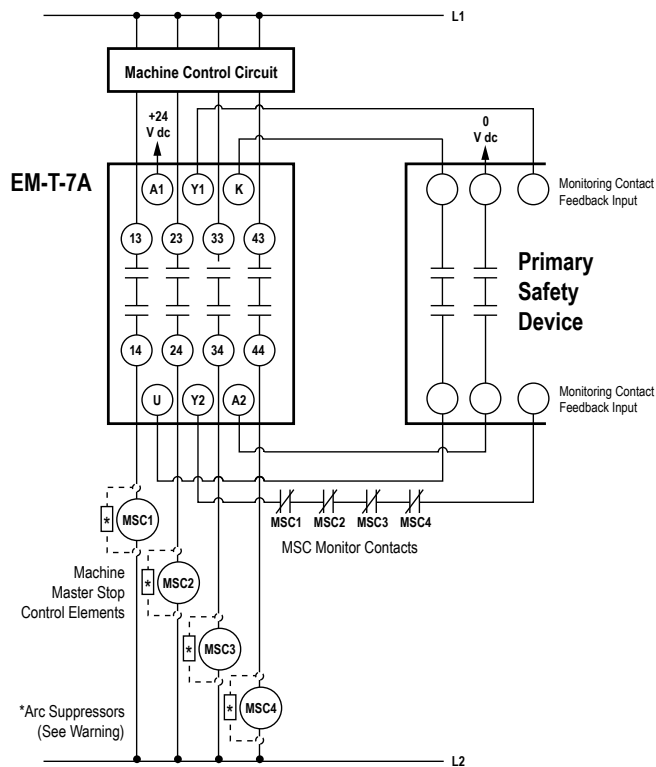 L1
Machine Control Circuit
+24
V dc
0
V dc
EM-T-7A
A1
Y1
K
Monitoring Contact
Feedback Input
13
23
33
43
Primary
Safety
Device
14
24
34
44
U
Y2
A2
Monitoring Contact
Feedback Input
MSC1
MSC2
MSC3
MSC4
MSC Monitor Contacts
*
MSC1
Machine
Master Stop
Control Elements
*
MSC2
*
MSC3
*
MSC4
*Arc Suppressors
(See Warning)
L2